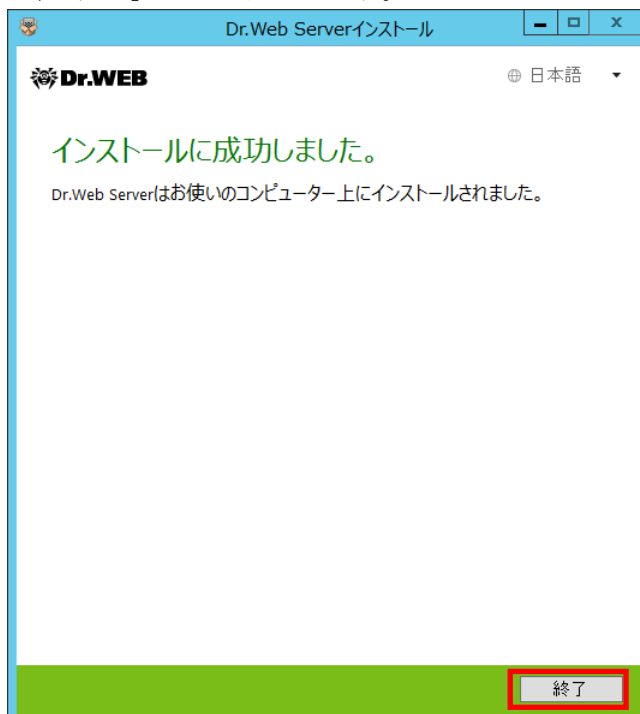 Dr.Web Serverインストール
Dr.WEB
日本語
インストールに成功しました。
Dr.Web Serverはお使いのコンピューター上にインストールされました。
終了